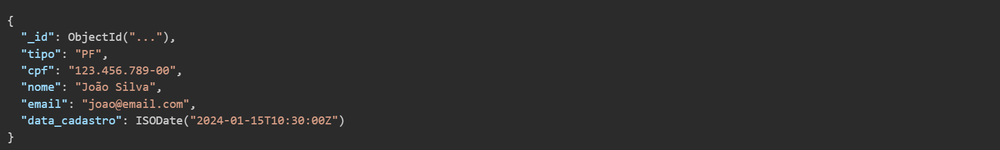 {
  "_id": ObjectId("..."),
  "tipo": "PF",
  "cpf": "123.456.789-00",
  "nome": "João Silva",
  "email": "joao@email.com",
  "data_cadastro": ISODate("2024-01-15T10:30:00Z")
}